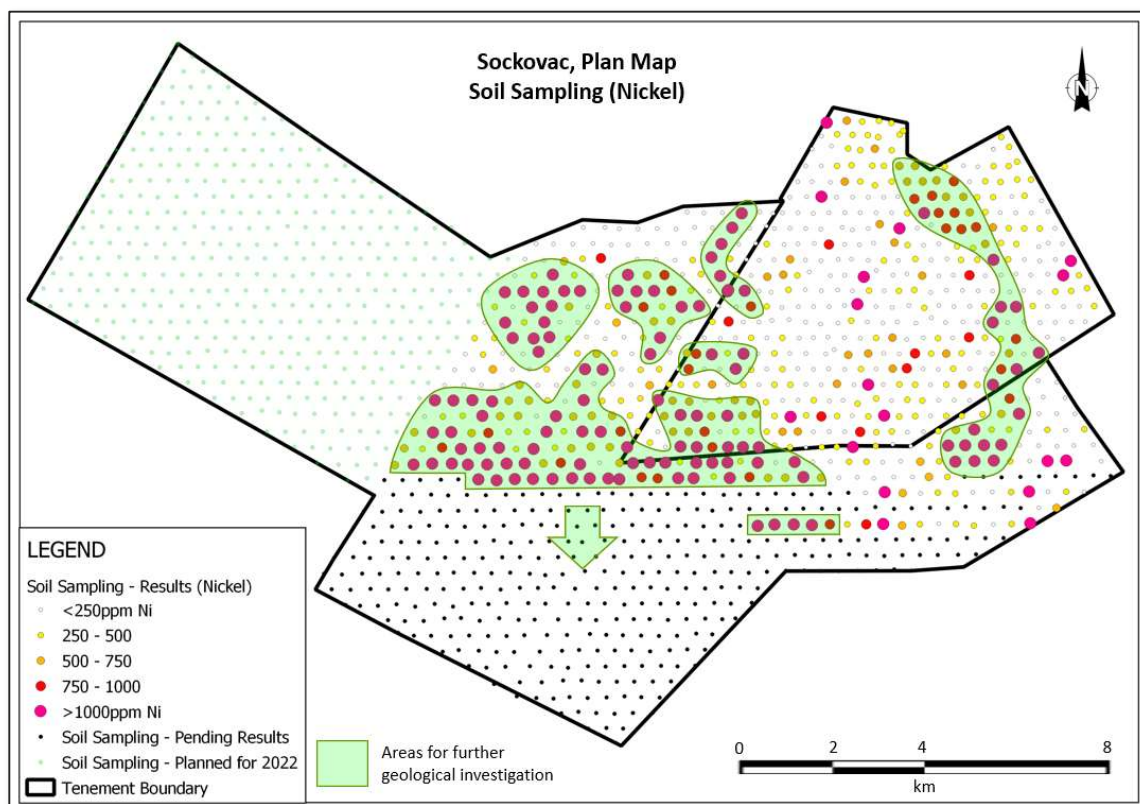 Sockovac, Plan Map
Soil Sampling (Nickel)
N
LEGEND
Soil Sampling - Results (Nickel)
<250ppm Ni
250 - 500
500 - 750
750 - 1000
>1000ppm Ni
Soil Sampling - Pending Results
Soil Sampling - Planned for 2022
Tenement Boundary
Areas for further
geological investigation
0 2 4 8
km